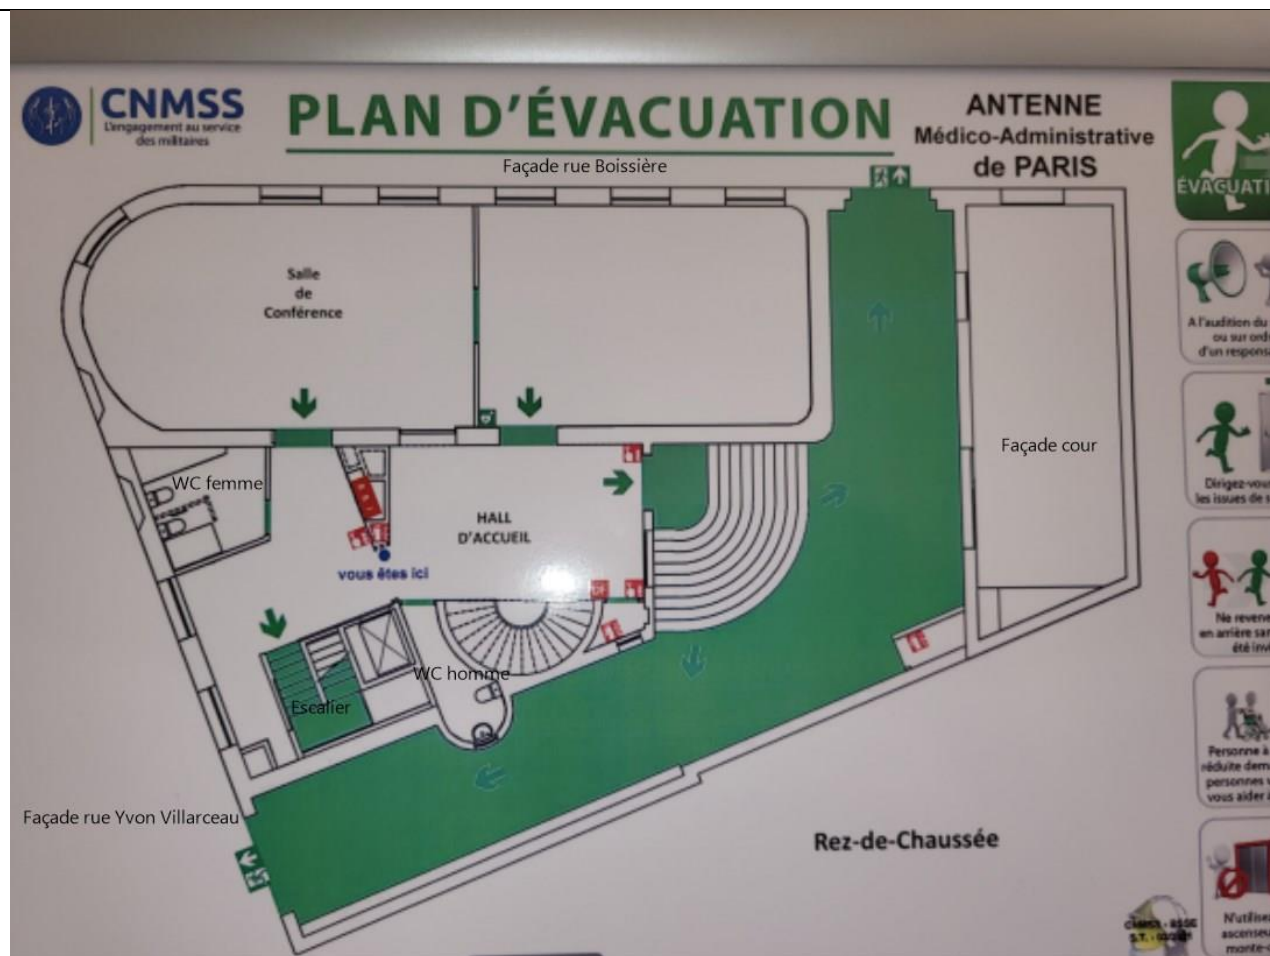 CNMSS
L'engagement au service
des militaires
PLAN D'ÉVACUATION
ANTENNE
Médico-Administrative
de PARIS
Façade rue Boissière
ÉVACUATI
Salle
de
Conférence
A l'audition du
ou sur ord
d'un respons
Façade cour
WC femme
HALL
D'ACCUEIL
vous êtes ici
Dirigez-vous
les issues de s
Ne revene
en arrière san
été inv
WC homme
Escalier
Personne à
réduite dem
personnes v
vous aider à
Façade rue Yvon Villarceau
Rez-de-Chaussée
N'utilise
ascenseu
monte-c